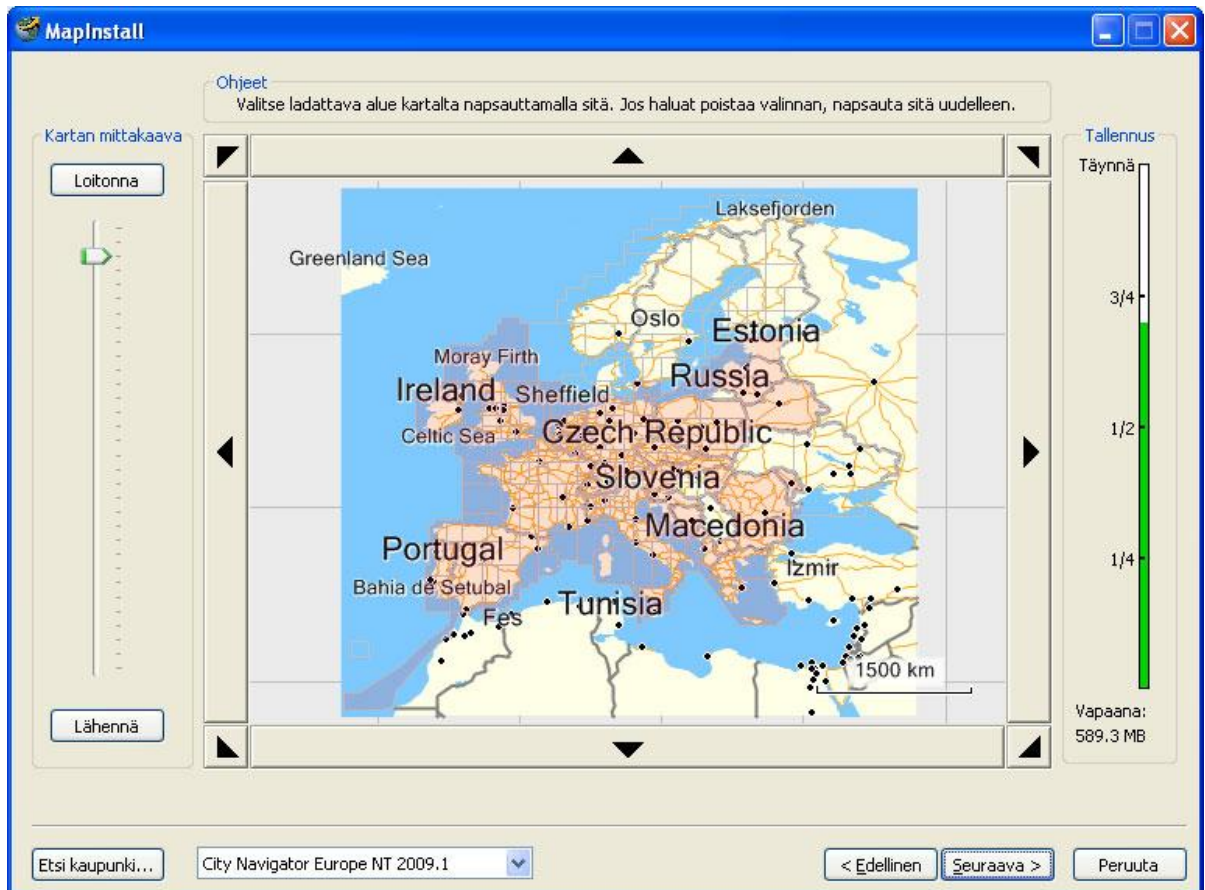 MapInstall
Ohjeet
Valitse ladattava alue kartalta napsauttamalla sitä. Jos haluat poistaa valinnan, napsauta sitä uudelleen.
Kartan mittakaava
Loitonna
Lähennä
Laksefjorden
Greenland Sea
Oslo
Estonia
Moray Firth
Russia
Ireland
Sheffield
Celtic Sea
Czech Republic
Slovenia
Macedonia
Portugal
Izmir
Bahia de Setubal
Tunisia
Fes
1500 km
Tallennus
Täynnä
3/4
1/2
1/4
Vapaana:
589.3 MB
Etsi kaupunki...
City Navigator Europe NT 2009.1
< Edellinen
Seuraava >
Peruuta